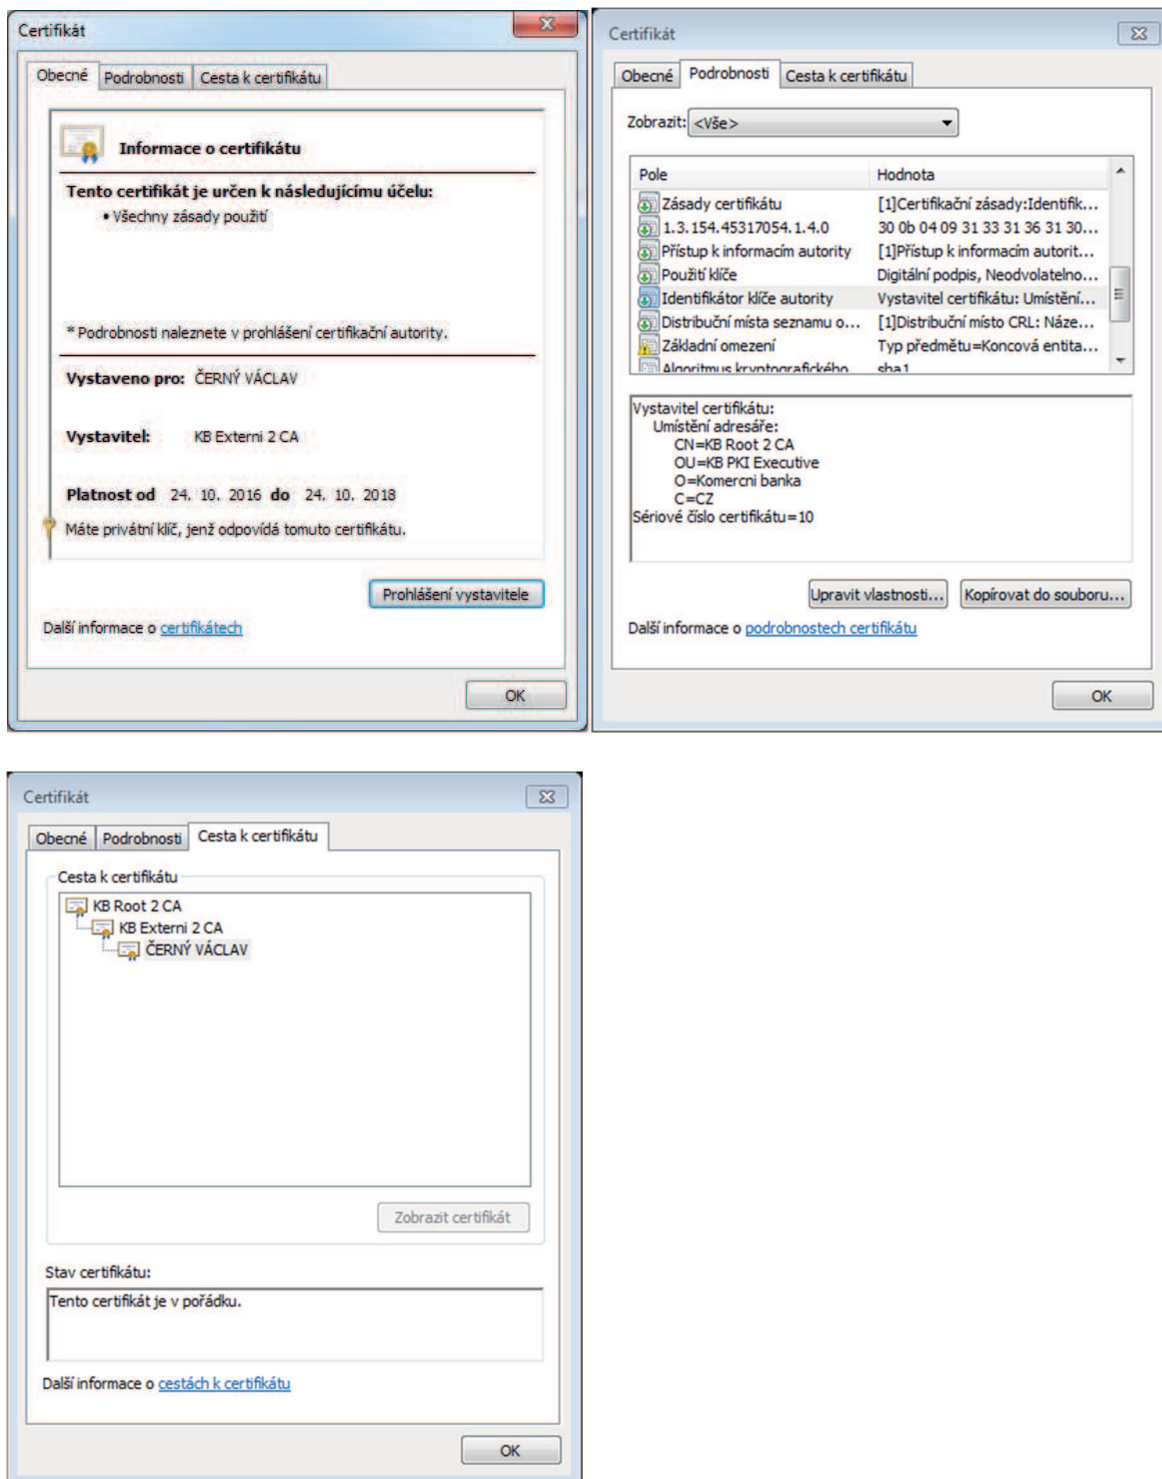 Certifikát
Obecné Podrobnosti Cesta k certifikátu
Informace o certifikátu
Tento certifikát je určen k následujícímu účelu:
• Všechny zásady použití
* Podrobnosti naleznete v prohlášení certifikační autority.
Vystaveno pro: ČERNÝ VÁCLAV
Vystavitel: KB Externi 2 CA
Platnost od 24. 10. 2016 do 24. 10. 2018
Máte privátní klíč, jenž odpovídá tomuto certifikátu.
Prohlášení vystavitele
Další informace o certifikátech
OK
Certifikát
Obecné Podrobnosti Cesta k certifikátu
Zobrazit: <Vše>
Pole Hodnota
Zásady certifikátu [1]Certifikační zásady:Identifik...
1.3.154.45317054.1.4.0 30 0b 04 09 31 33 31 36 31 30...
Přístup k informacím autority [1]Přístup k informacím autorit...
Použití klíče Digitální podpis, Neodvolatelno...
Identifikátor klíče autority Vystavitel certifikátu: Umístění...
Distribuční místa seznamu o... [1]Distribuční místo CRL: Náze...
Základní omezení Typ předmětu=Koncová entita...
Algoritmus kryptografického sha1
Vystavitel certifikátu:
Umístění adresáře:
CN=KB Root 2 CA
OU=KB PKI Executive
O=Komercni banka
C=CZ
Sériové číslo certifikátu=10
Upravit vlastnosti... Kopírovat do souboru...
Další informace o podrobnostech certifikátu
OK
Certifikát
Obecné Podrobnosti Cesta k certifikátu
Cesta k certifikátu
KB Root 2 CA
KB Externi 2 CA
ČERNÝ VÁCLAV
Zobrazit certifikát
Stav certifikátu:
Tento certifikát je v pořádku.
Další informace o cestách k certifikátu
OK